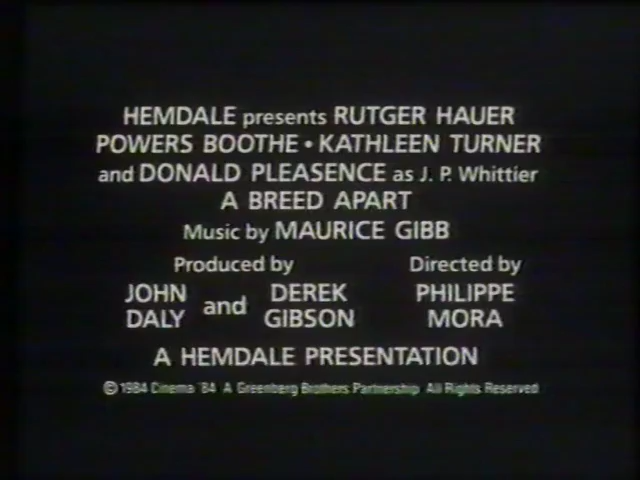 HEMDALE presents RUTGER HAUER
POWERS BOOTHE • KATHLEEN TURNER
and DONALD PLEASENCE as J. P. Whittier
A BREED APART
Music by MAURICE GIBB
Produced by
JOHN DALY and DEREK GIBSON
Directed by
PHILIPPE MORA
A HEMDALE PRESENTATION
©1984 Cinema '84 A Greenberg Brothers Partnership All Rights Reserved